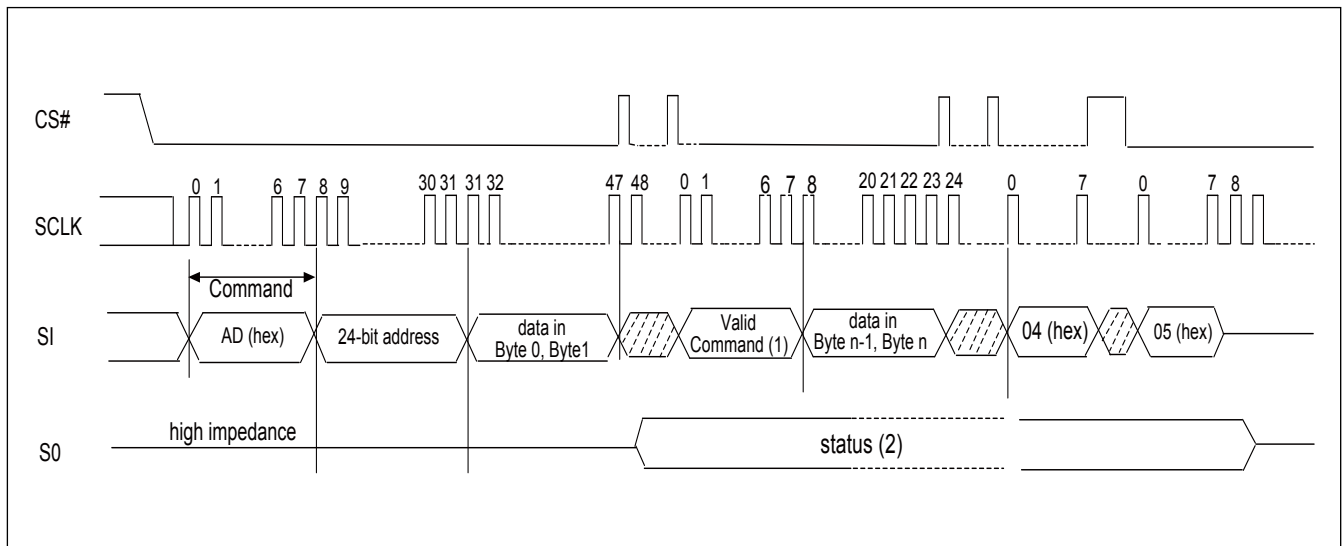 CS#
0 1 6 7 8 9 30 31 31 32 47 48 0 1 6 7 8 20 21 22 23 24 0 7 0 7 8
SCLK
Command
SI
AD (hex)
24-bit address
data in
Byte 0, Byte1
Valid
Command (1)
data in
Byte n-1, Byte n
04 (hex)
05 (hex)
high impedance
S0
status (2)